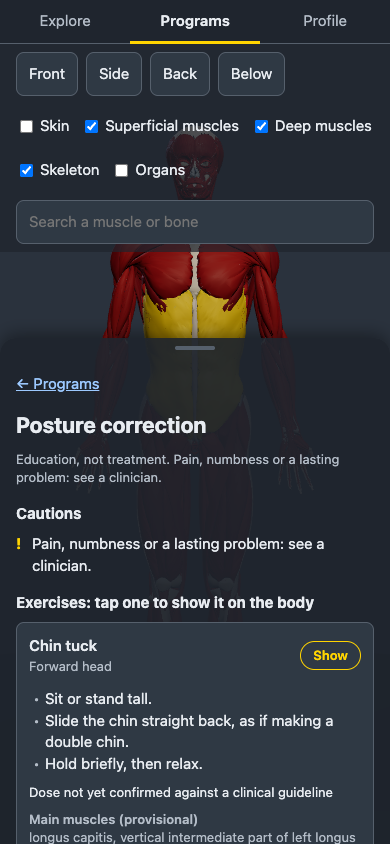 Explore Programs Profile
Front Side Back Below
Skin Superficial muscles Deep muscles
Skeleton Organs
Search a muscle or bone
← Programs
Posture correction
Education, not treatment. Pain, numbness or a lasting
problem: see a clinician.
Cautions
! Pain, numbness or a lasting problem: see a
clinician.
Exercises: tap one to show it on the body
Chin tuck
Forward head
Show
• Sit or stand tall.
• Slide the chin straight back, as if making a
double chin.
• Hold briefly, then relax.
Dose not yet confirmed against a clinical guideline
Main muscles (provisional)
longus capitis, vertical intermediate part of left longus